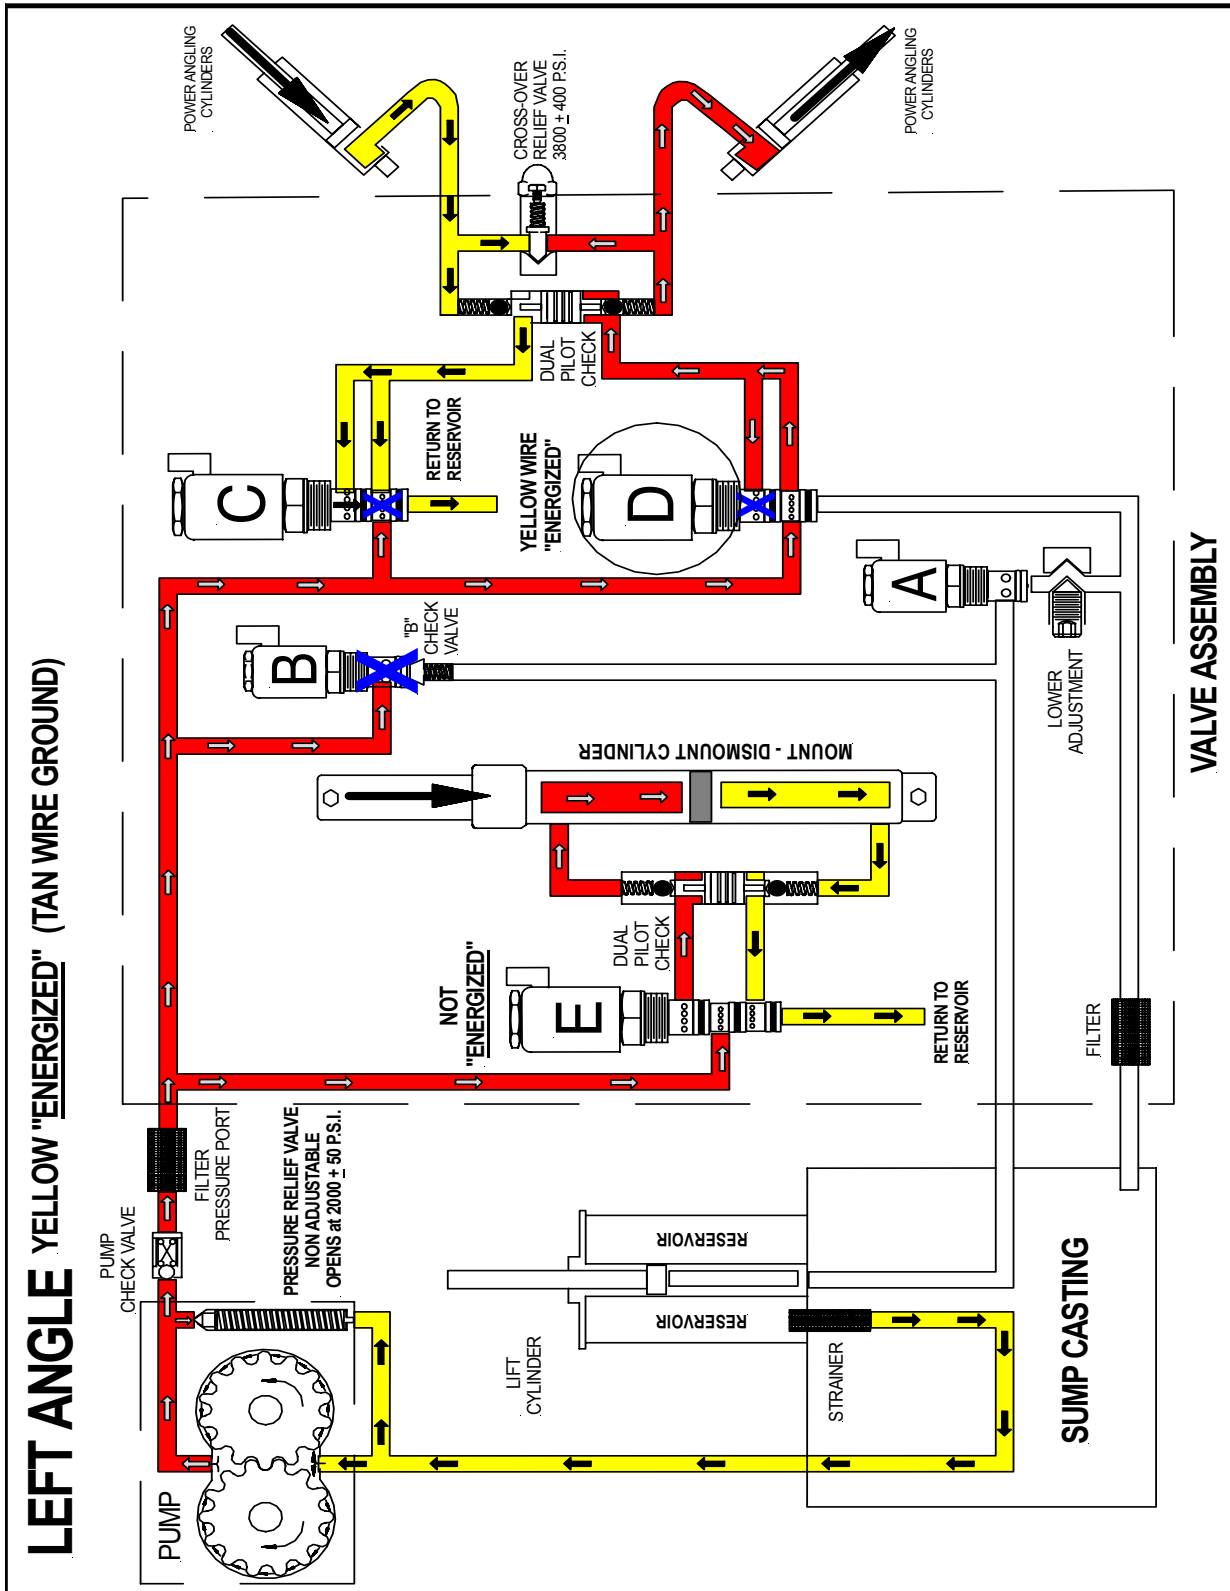 LEFT ANGLE YELLOW "ENERGIZED" (TAN WIRE GROUND)
PUMP
PUMP
CHECK VALVE
FILTER
PRESSURE PORT
PRESSURE RELIEF VALVE
NON ADJUSTABLE
OPENS at 2000 ± 50 P.S.I.
LIFT
CYLINDER
RESERVOIR
RESERVOIR
STRAINER
SUMP CASTING
NOT
"ENERGIZED"
E
DUAL
PILOT
CHECK
RETURN TO
RESERVOIR
MOUNT - DISMOUNT CYLINDER
FILTER
B
"B"
CHECK
VALVE
A
LOWER
ADJUSTMENT
VALVE ASSEMBLY
C
RETURN TO
RESERVOIR
YELLOW WIRE
"ENERGIZED"
D
DUAL
PILOT
CHECK
CROSS-OVER
RELIEF VALVE
3800 ± 400 P.S.I.
POWER ANGLING
CYLINDERS
POWER ANGLING
CYLINDERS